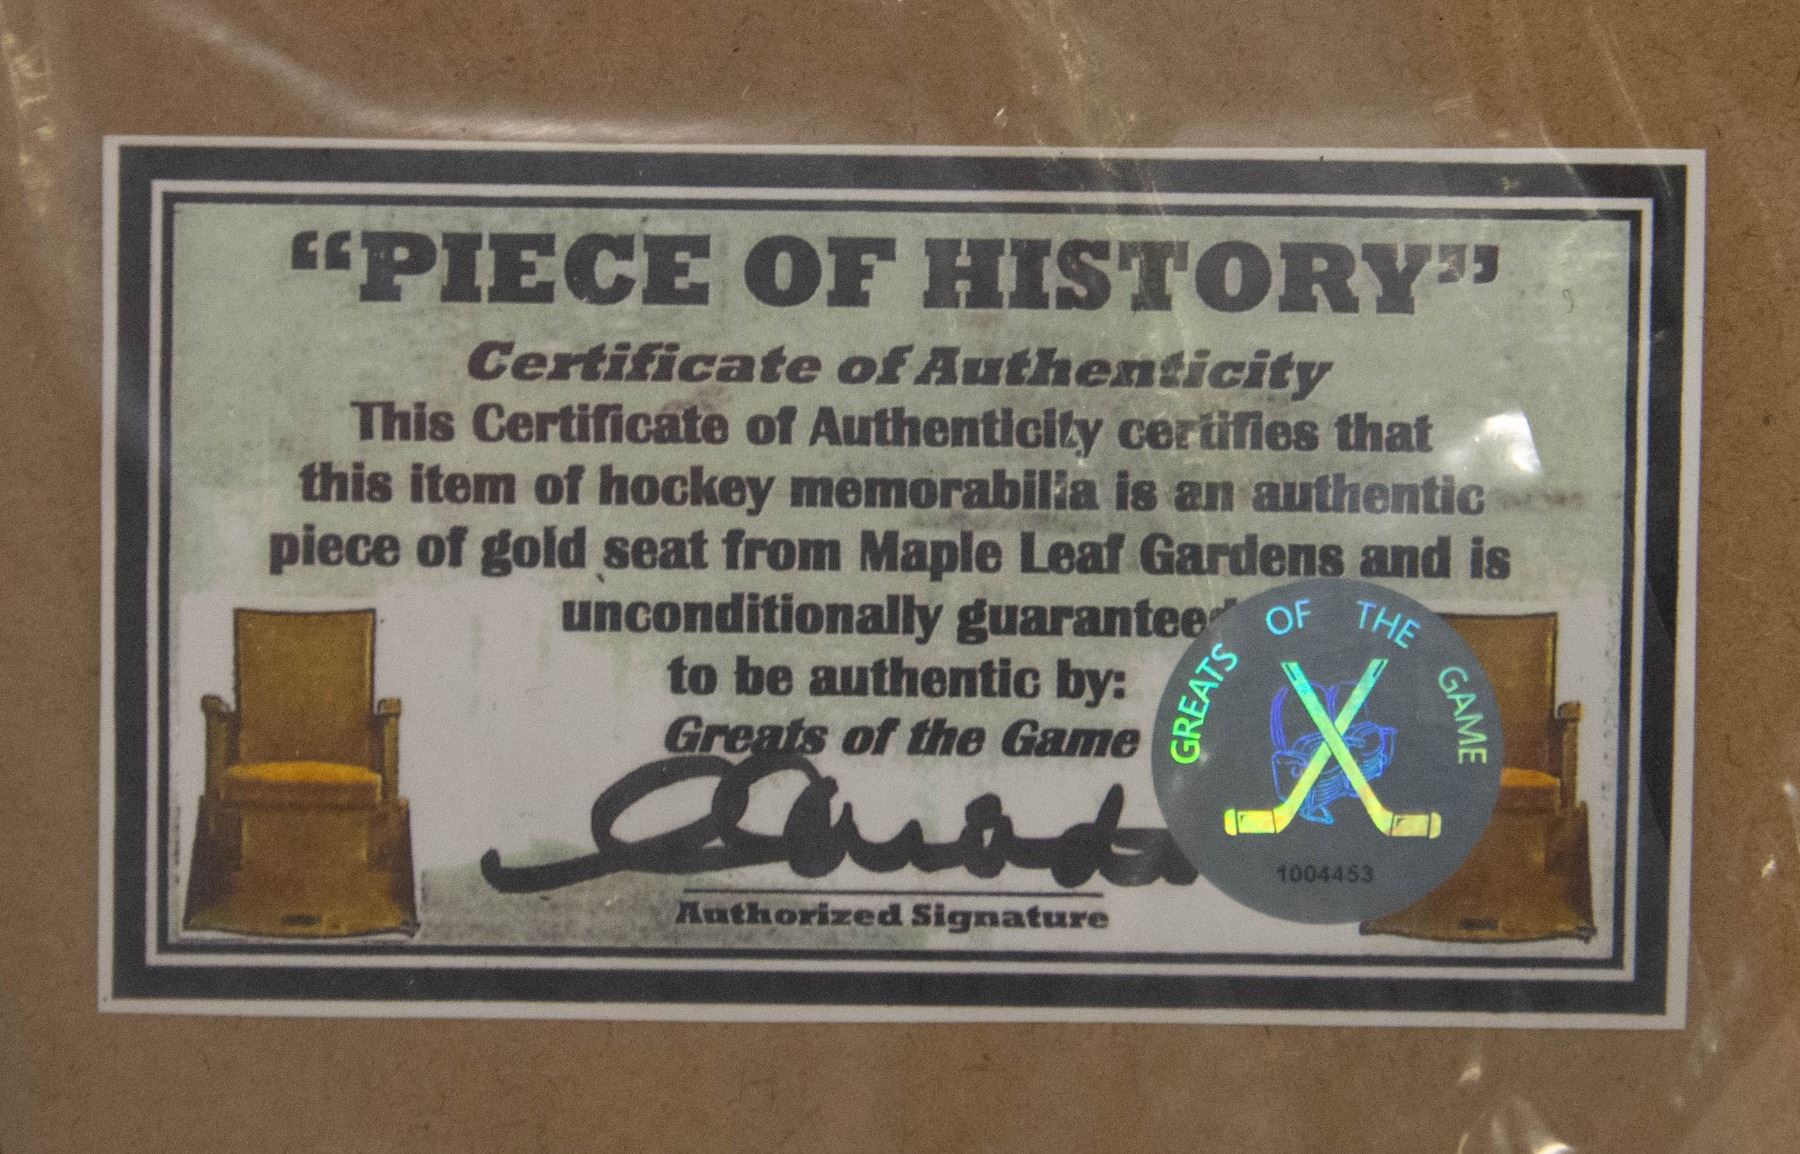 “PIECE OF HISTORY”
Certificate of Authenticity
This Certificate of Authenticity certifies that
this item of hockey memorabilia is an authentic
piece of gold seat from Maple Leaf Gardens and is
unconditionally guaranteed
to be authentic by:
Greats of the Game
Authorized Signature
GREATS OF THE GAME
1004453